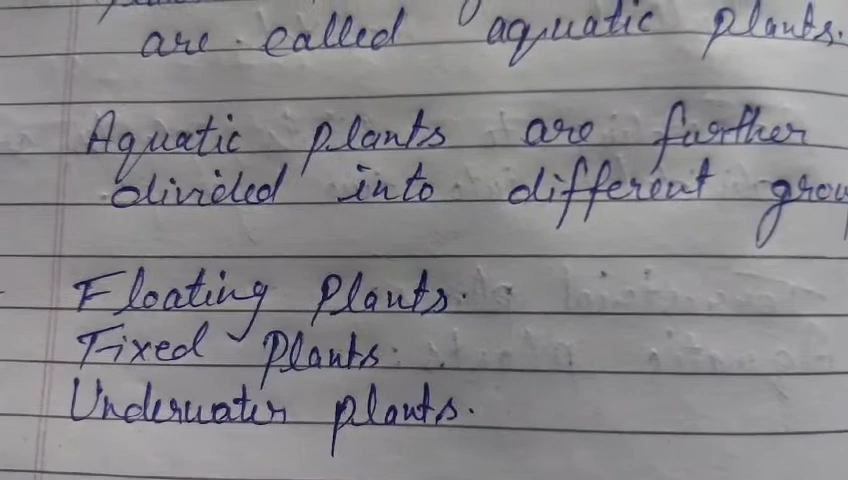 are called aquatic plants.
Aquatic plants are further
divided into different
Floating Plants.
Fixed Plants.
Underwater plants.